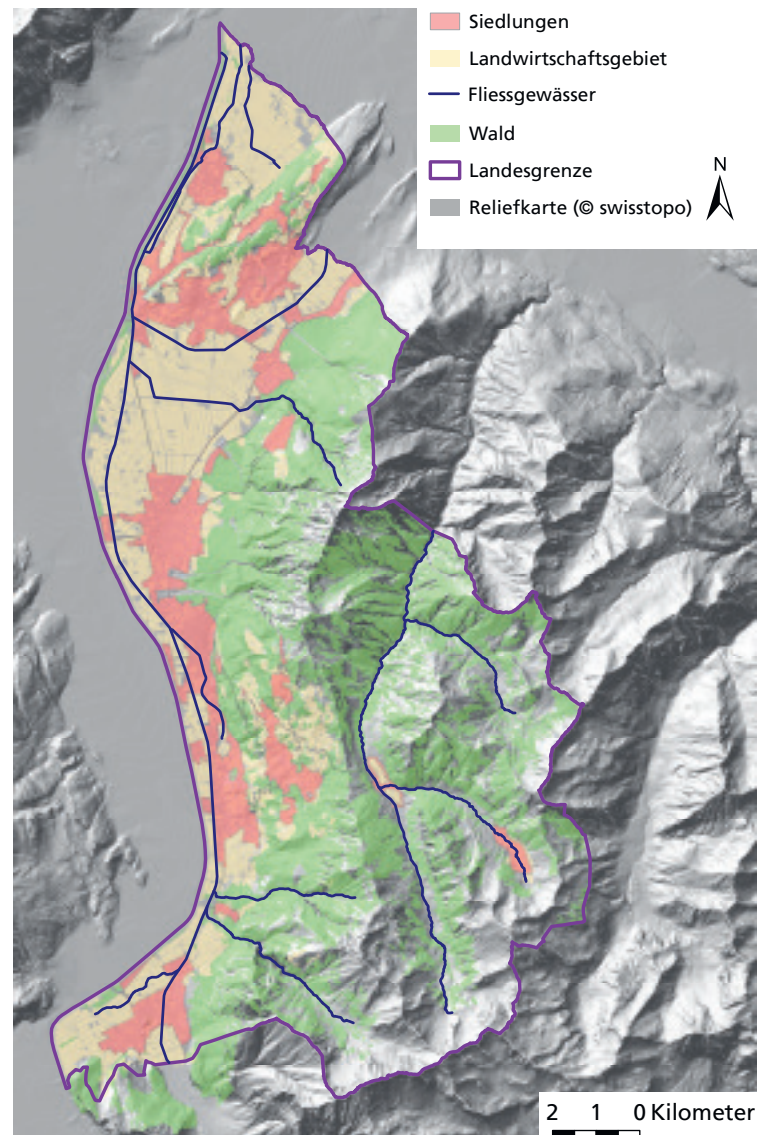 Siedlungen
Landwirtschaftsgebiet
Fliessgewässer
Wald
Landesgrenze
N
Reliefkarte (© swisstopo)
2 1 0 Kilometer